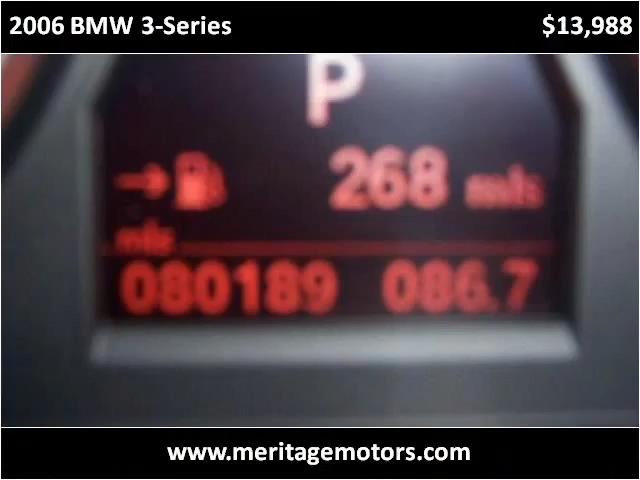 2006 BMW 3-Series $13,988
P
268 mls
mls
080189 086.7
www.meritagemotors.com